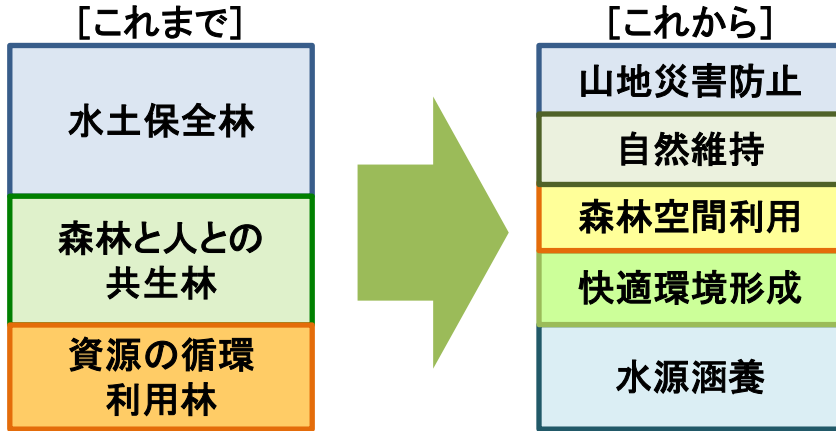 [これまで]
水土保全林
森林と人との
共生林
資源の循環
利用林
[これから]
山地災害防止
自然維持
森林空間利用
快適環境形成
水源涵養